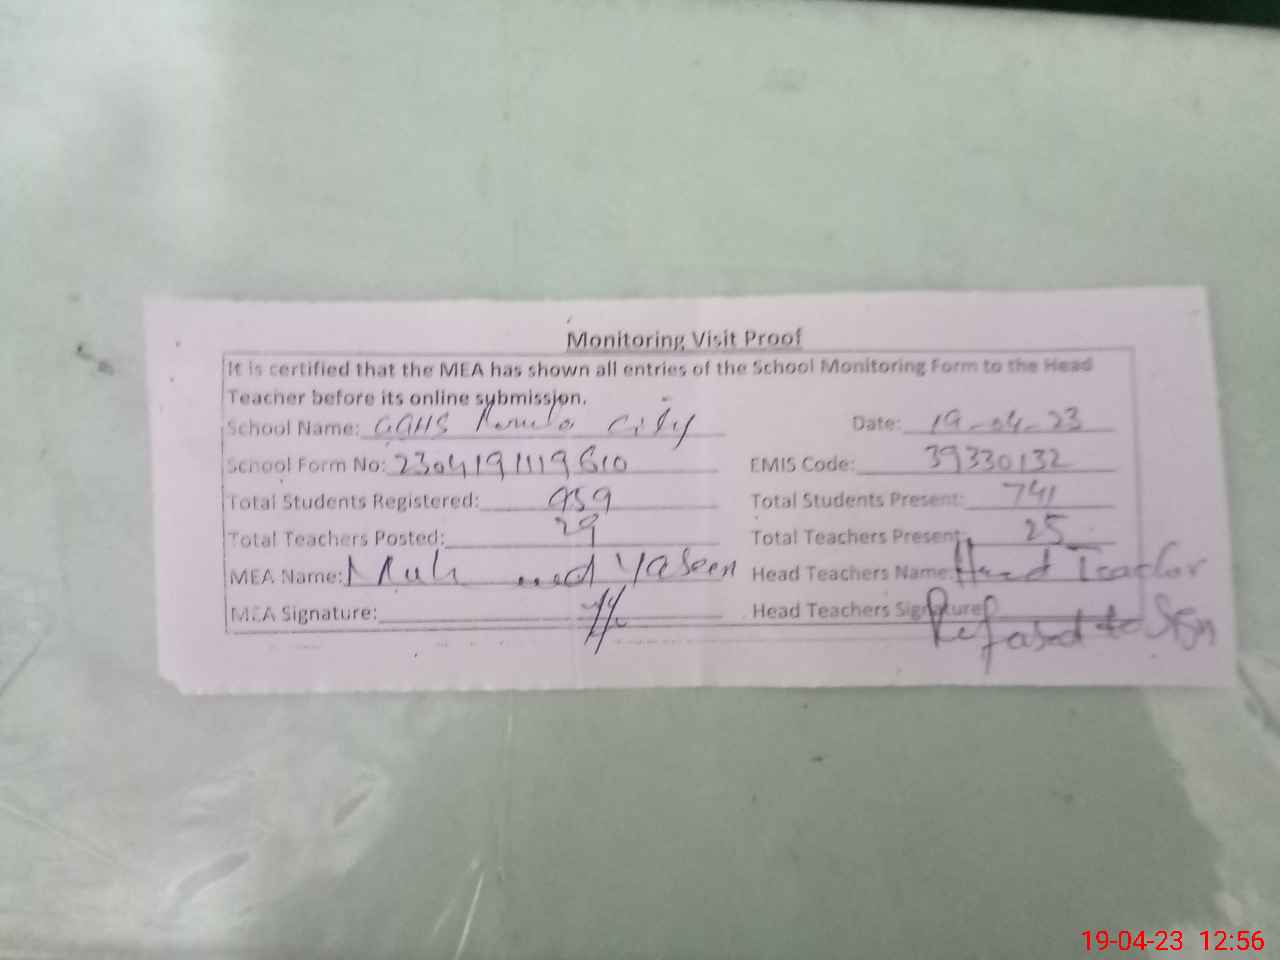 Monitoring Visit Proof
It is certified that the MEA has shown all entries of the School Monitoring Form to the Head
Teacher before its online submission.
School Name: GGHS City Date: 19-04-23
School Form No: 2304191119610 EMIS Code: 39330132
Total Students Registered: 959 Total Students Present: 741
Total Teachers Posted: 29 Total Teachers Present: 25
MEA Name: Yaseen Head Teachers Name: Head Teacher
MEA Signature: Head Teachers Signature: Refused to Sign
19-04-23 12:56